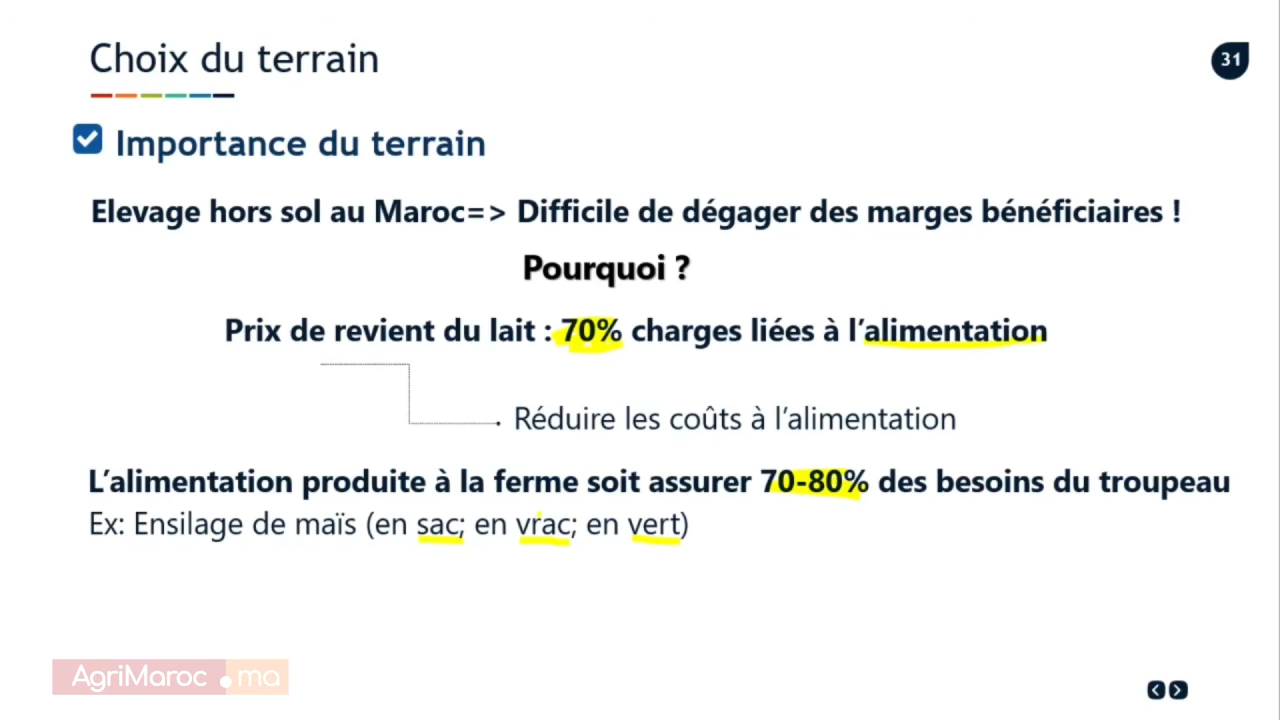 Choix du terrain
31
Importance du terrain
Elevage hors sol au Maroc=> Difficile de dégager des marges bénéficiaires !
Pourquoi ?
Prix de revient du lait : 70% charges liées à l’alimentation
Réduire les coûts à l’alimentation
L’alimentation produite à la ferme soit assurer 70-80% des besoins du troupeau
Ex: Ensilage de maïs (en sac; en vrac; en vert)
AgriMaroc.ma